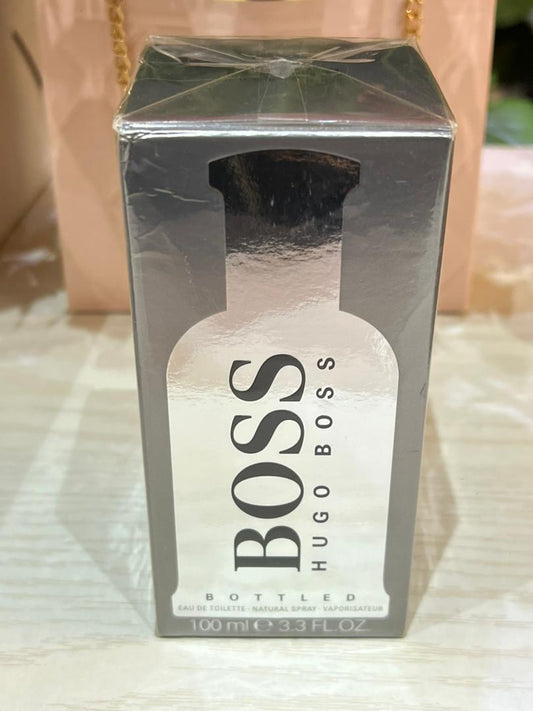 BOSS
HUGO BOSS
BOTTLED
EAU DE TOILETTE · NATURAL SPRAY · VAPORISATEUR
100 ml ℮ 3.3 FL.OZ.